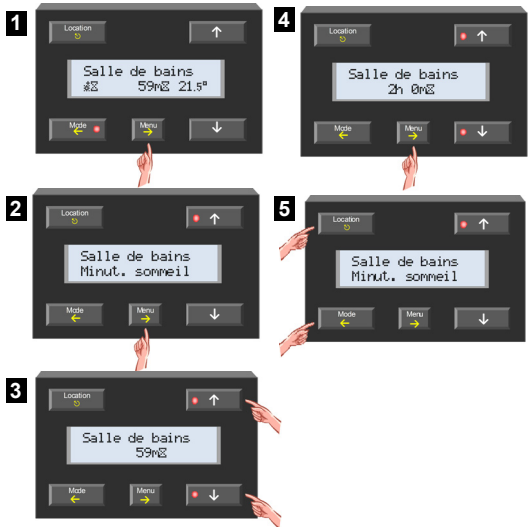 1
Location
Salle de bains
59m 21.5°
Mode
Menu
2
Location
Salle de bains
Minut. sommeil
Mode
Menu
3
Location
Salle de bains
59m
Mode
Menu
4
Location
Salle de bains
2h 0m
Mode
Menu
5
Location
Salle de bains
Minut. sommeil
Mode
Menu